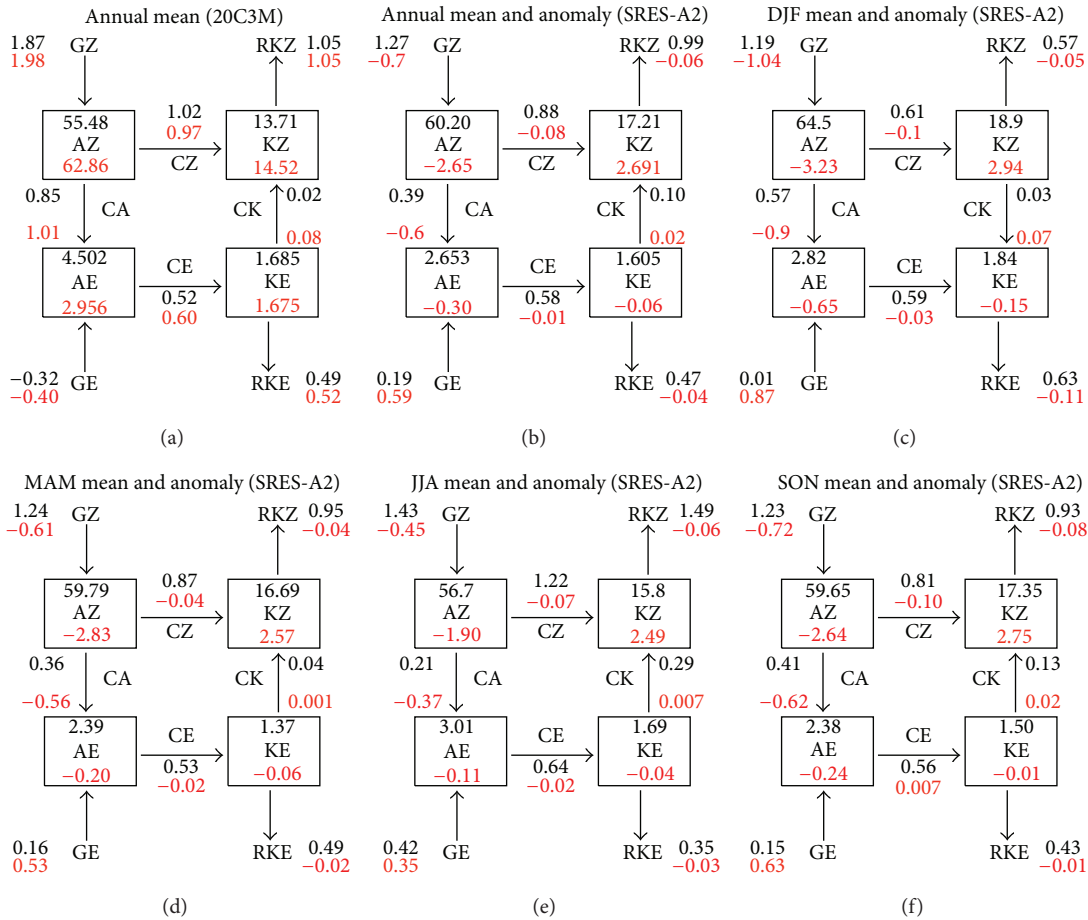 Annual mean (20C3M)
1.87 GZ RKZ 1.05
1.98 1.05
55.48 1.02 13.71
AZ 0.97 KZ
62.86 CZ 14.52
0.85 0.02
CA CK
1.01 0.08
4.502 CE 1.685
AE 0.52 KE
2.956 0.60 1.675
−0.32 GE RKE 0.49
−0.40 0.52
(a)
Annual mean and anomaly (SRES-A2)
1.27 GZ RKZ 0.99
−0.7 −0.06
60.20 0.88 17.21
AZ −0.08 KZ
−2.65 CZ 2.691
0.39 0.10
CA CK
−0.6 0.02
2.653 CE 1.605
AE 0.58 KE
−0.30 −0.01 −0.06
0.19 GE RKE 0.47
0.59 −0.04
(b)
DJF mean and anomaly (SRES-A2)
1.19 GZ RKZ 0.57
−1.04 −0.05
64.5 0.61 18.9
AZ −0.1 KZ
−3.23 CZ 2.94
0.57 0.03
CA CK
−0.9 0.07
2.82 CE 1.84
AE 0.59 KE
−0.65 −0.03 −0.15
0.01 GE RKE 0.63
0.87 −0.11
(c)
MAM mean and anomaly (SRES-A2)
1.24 GZ RKZ 0.95
−0.61 −0.04
59.79 0.87 16.69
AZ −0.04 KZ
−2.83 CZ 2.57
0.36 0.04
CA CK
−0.56 0.001
2.39 CE 1.37
AE 0.53 KE
−0.20 −0.02 −0.06
0.16 GE RKE 0.49
0.53 −0.02
(d)
JJA mean and anomaly (SRES-A2)
1.43 GZ RKZ 1.49
−0.45 −0.06
56.7 1.22 15.8
AZ −0.07 KZ
−1.90 CZ 2.49
0.21 0.29
CA CK
−0.37 0.007
3.01 CE 1.69
AE 0.64 KE
−0.11 −0.02 −0.04
0.42 GE RKE 0.35
0.35 −0.03
(e)
SON mean and anomaly (SRES-A2)
1.23 GZ RKZ 0.93
−0.72 −0.08
59.65 0.81 17.35
AZ −0.10 KZ
−2.64 CZ 2.75
0.41 0.13
CA CK
−0.62 0.02
2.38 CE 1.50
AE 0.56 KE
−0.24 0.007 −0.01
0.15 GE RKE 0.43
0.63 −0.01
(f)